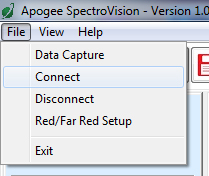 Apogee SpectroVision - Version 1.0
File View Help
Data Capture
Connect
Disconnect
Red/Far Red Setup
Exit